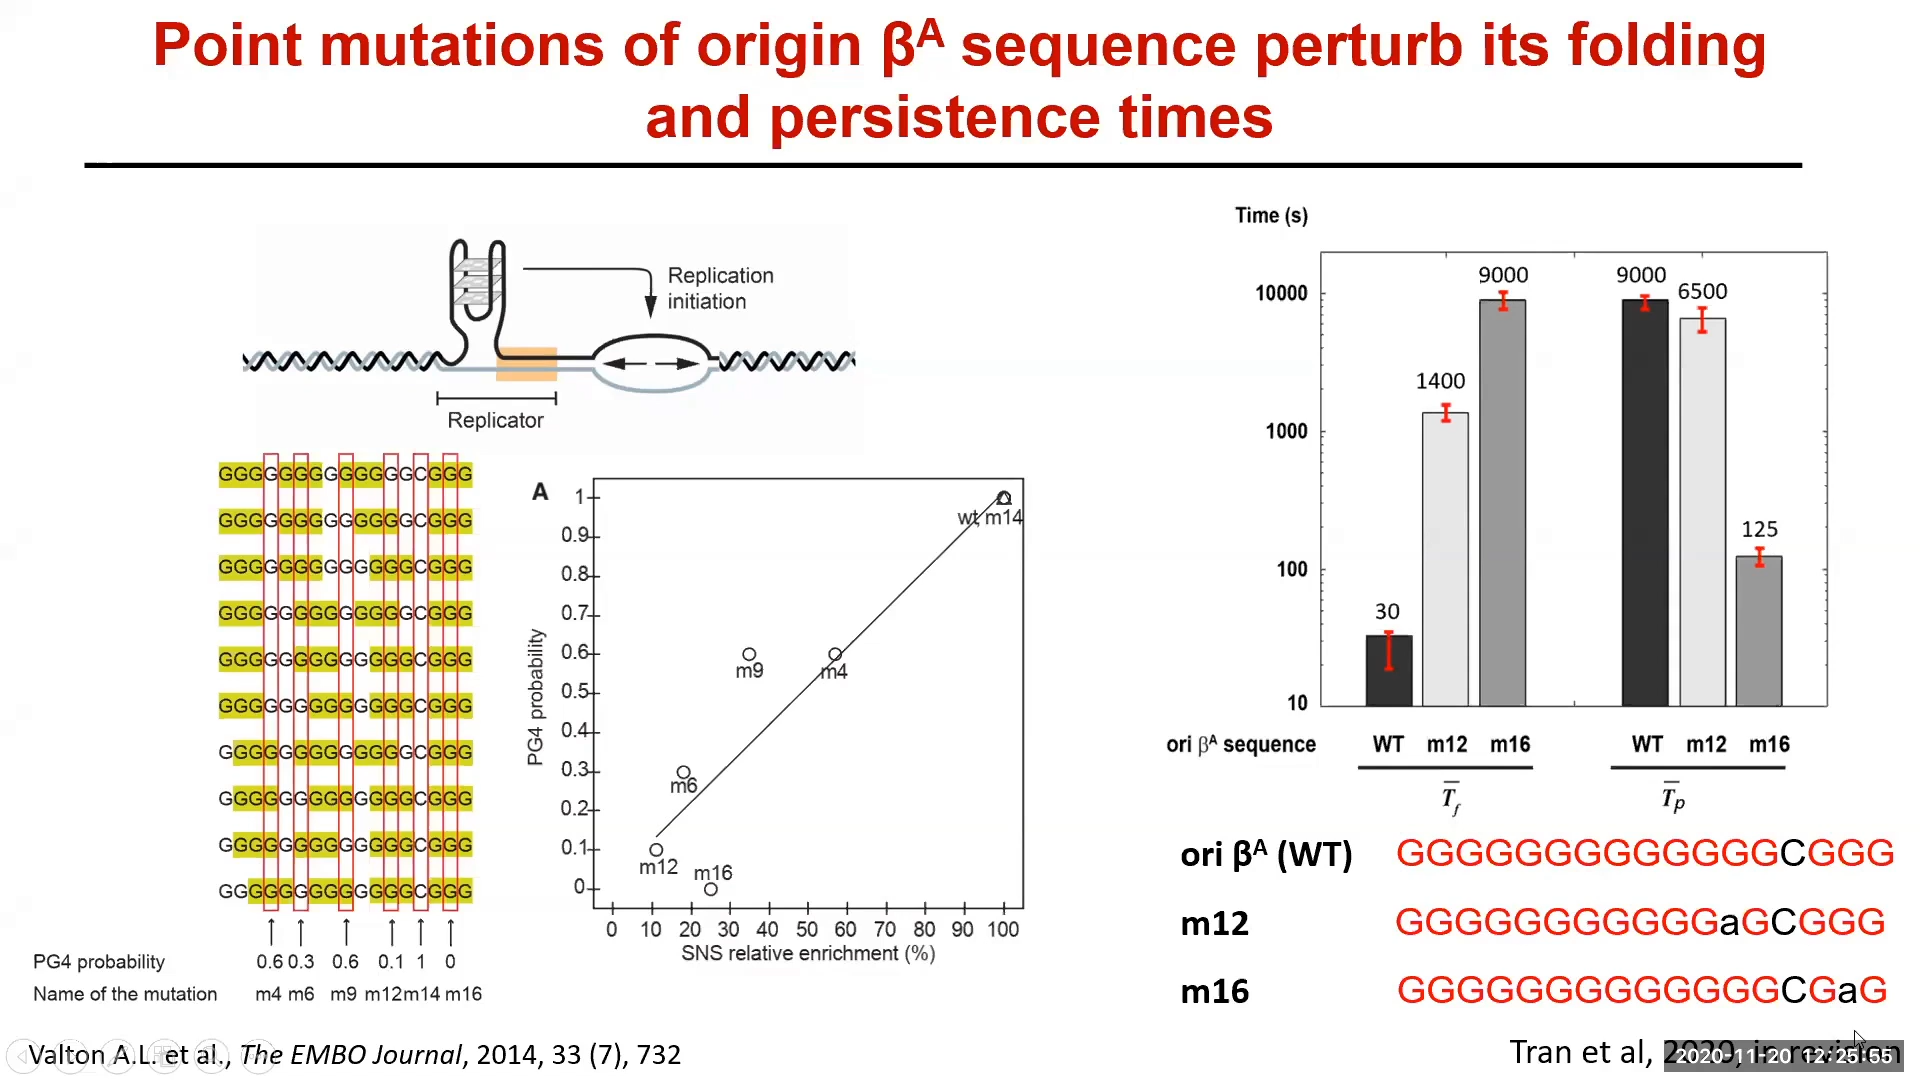 Point mutations of origin βᴬ sequence perturb its folding
and persistence times
Replication
initiation
Replicator
GGGGGGGGGGGGGCGGG
GGGGGGGGGGGGGCGGG
GGGGGGGGGGGGGCGGG
GGGGGGGGGGGGGCGGG
GGGGGGGGGGGGGCGGG
GGGGGGGGGGGGGCGGG
GGGGGGGGGGGGGCGGG
GGGGGGGGGGGGGCGGG
GGGGGGGGGGGGGCGGG
GGGGGGGGGGGGGCGGG
PG4 probability 0.6 0.3 0.6 0.1 1 0
Name of the mutation m4 m6 m9 m12 m14 m16
A
PG4 probability
1
0.9
0.8
0.7
0.6
0.5
0.4
0.3
0.2
0.1
0
wt, m14
m9
m4
m6
m12
m16
0 10 20 30 40 50 60 70 80 90 100
SNS relative enrichment (%)
Time (s)
10000
1000
100
10
30
1400
9000
9000
6500
125
ori βᴬ sequence WT m12 m16 WT m12 m16
T̄f T̄p
ori βᴬ (WT) GGGGGGGGGGGGGCGGG
m12 GGGGGGGGGGGaGCGGG
m16 GGGGGGGGGGGGGCGaG
Valton A.L. et al., The EMBO Journal, 2014, 33 (7), 732
Tran et al, 2020, in revision
2020-11-20 12:25:55